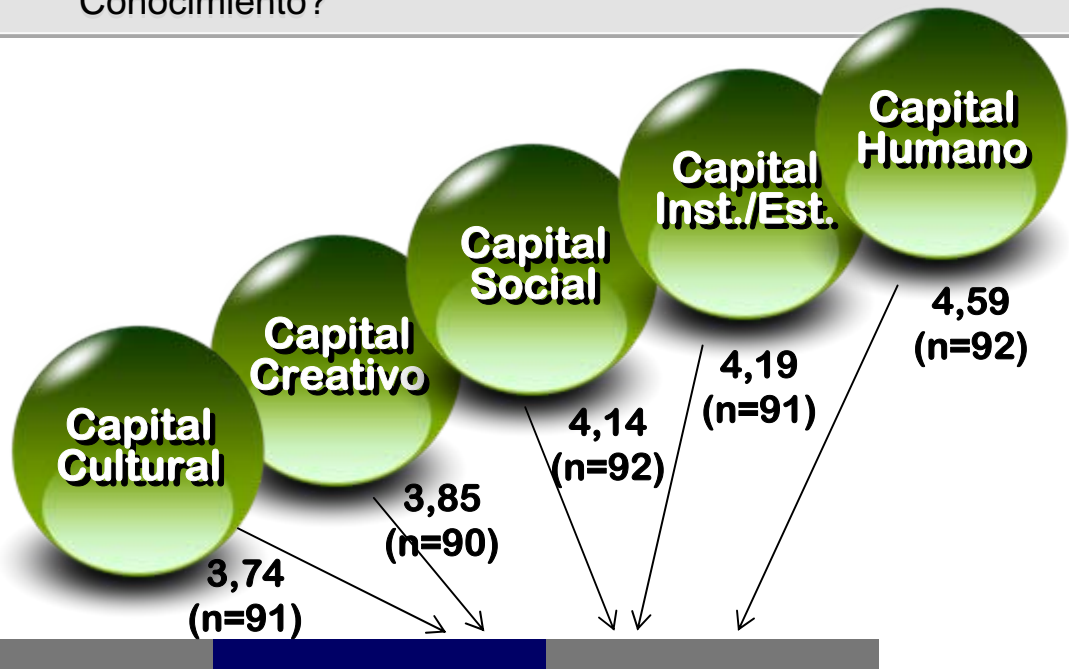 Conocimiento?
Capital
Humano
4,59
(n=92)
Capital
Inst./Est.
4,19
(n=91)
Capital
Social
4,14
(n=92)
Capital
Creativo
3,85
(n=90)
Capital
Cultural
3,74
(n=91)